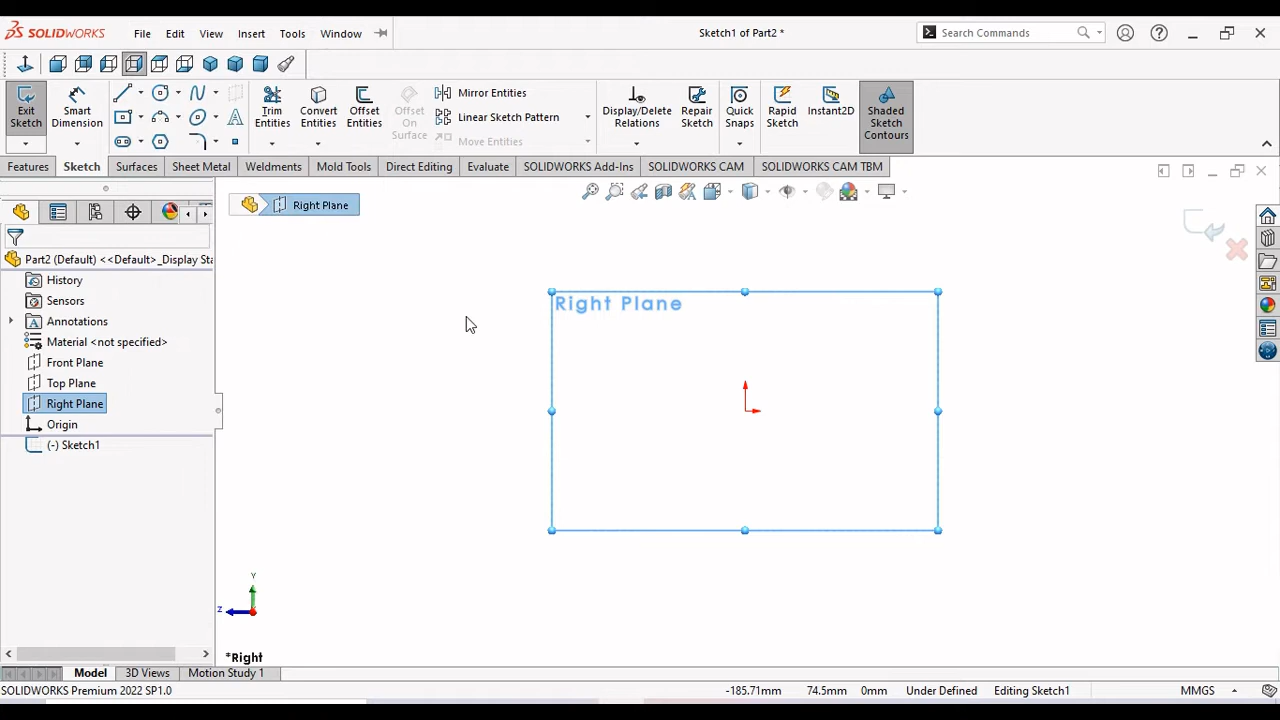 SOLIDWORKS File Edit View Insert Tools Window Sketch1 of Part2 * Search Commands
Exit Sketch
Smart Dimension
Trim Entities
Convert Entities
Offset Entities
Offset On Surface
Mirror Entities
Linear Sketch Pattern
Move Entities
Display/Delete Relations
Repair Sketch
Quick Snaps
Rapid Sketch
Instant2D
Shaded Sketch Contours
Features Sketch Surfaces Sheet Metal Weldments Mold Tools Direct Editing Evaluate SOLIDWORKS Add-Ins SOLIDWORKS CAM SOLIDWORKS CAM TBM
Right Plane
Part2 (Default) <<Default>_Display Sta
History
Sensors
Annotations
Material <not specified>
Front Plane
Top Plane
Right Plane
Origin
(-) Sketch1
Right Plane
Y
Z
*Right
Model 3D Views Motion Study 1
SOLIDWORKS Premium 2022 SP1.0 -185.71mm 74.5mm 0mm Under Defined Editing Sketch1 MMGS